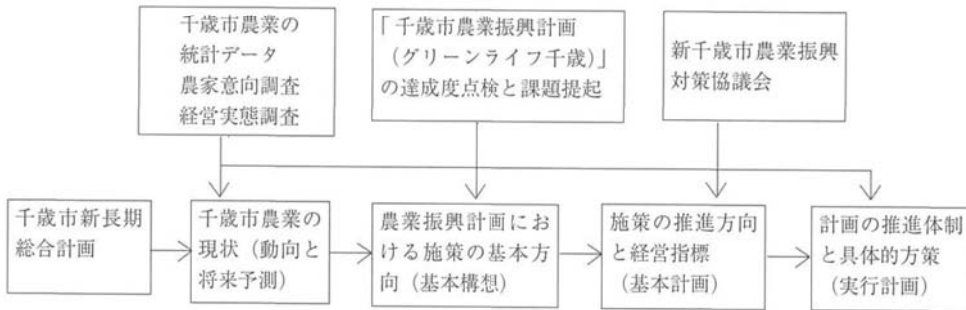 千歳市農業の
統計データ
農家意向調査
経営実態調査
「千歳市農業振興計画
(グリーンライフ千歳)」
の達成度点検と課題提起
新千歳市農業振興
対策協議会
千歳市新長期
総合計画
千歳市農業の
現状(動向と
将来予測)
農業振興計画にお
ける施策の基本方
向(基本構想)
施策の推進方向
と経営指標
(基本計画)
計画の推進体制
と具体的方策
(実行計画)